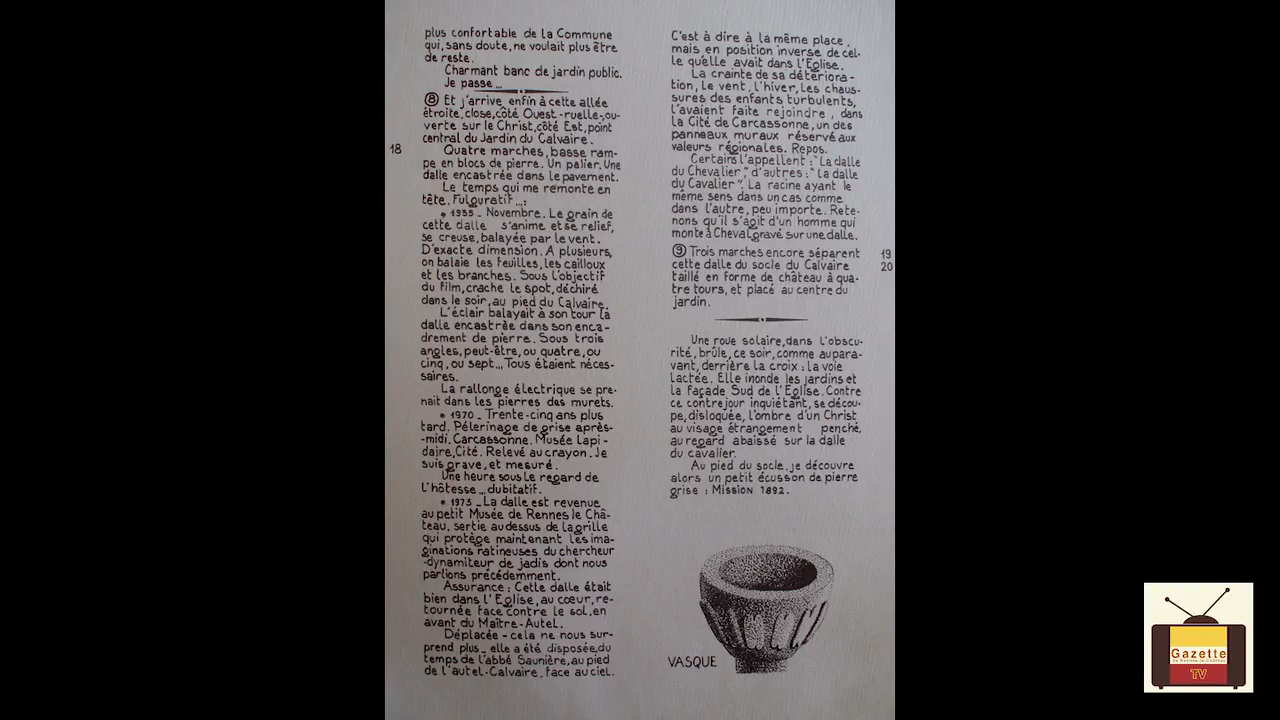 plus confortable de la Commune
qui, sans doute, ne voulait plus être
de reste.
Charmant banc de jardin public.
Je passe ...
⑧ Et j'arrive enfin à cette allée
étroite, close, côté Ouest - ruelle -, ou-
verte sur le Christ, côté Est, point
central du Jardin du Calvaire.
18
Quatre marches, basse ram-
pe en blocs de pierre. Un palier. Une
dalle encastrée dans le pavement.
Le temps qui me remonte en
tête. Fulguratif ... :
• 1935 _ Novembre. Le grain de
cette dalle s'anime et se relief,
se creuse, balayée par le vent.
D'exacte dimension. A plusieurs,
on balaie les feuilles, les cailloux
et les branches. Sous l'objectif
du film, crache le spot, déchiré
dans le soir, au pied du Calvaire.
L'éclair balayait à son tour la
dalle encastrée dans son enca-
drement de pierre. Sous trois
angles, peut-être, ou quatre, ou
cinq, ou sept ... Tous étaient néces-
saires.
La rallonge électrique se pre-
nait dans les pierres des murets.
• 1970 _ Trente-cinq ans plus
tard. Pélerinage de grise après-
-midi. Carcassonne. Musée Lapi-
daire, Cité. Relevé au crayon. Je
suis grave, et mesuré.
Une heure sous le regard de
l'hôtesse ... dubitatif.
• 1973 _ La dalle est revenue
au petit Musée de Rennes le Châ-
teau, sertie au dessus de la grille
qui protège maintenant les ima-
ginations ratineuses du chercheur
-dynamiteur de jadis dont nous
parlions précédemment.
Assurance : Cette dalle était
bien dans l'Eglise, au cœur, re-
tournée face contre le sol, en
avant du Maître-Autel.
Déplacée - cela ne nous sur-
prend plus _ elle a été disposée, du
temps de l'abbé Saunière, au pied
de l'autel-Calvaire, face au ciel.
C'est à dire à la même place,
mais en position inverse de cel-
le qu'elle avait dans l'Eglise.
La crainte de sa détériora-
tion, le vent, l'hiver, les chaus-
sures des enfants turbulents,
l'avaient faite rejoindre, dans
la Cité de Carcassonne, un des
panneaux muraux réservé aux
valeurs régionales. Repos.
Certains l'appellent : "La dalle
du Chevalier", d'autres : "la dalle
du Cavalier". La racine ayant le
même sens dans un cas comme
dans l'autre, peu importe. Rete-
nons qu'il s'agit d'un homme qui
monte à Cheval gravé sur une dalle.
⑨ Trois marches encore séparent
cette dalle du socle du Calvaire
taillé en forme de château à qua-
tre tours, et placé au centre du
jardin.
19
20
Une roue solaire, dans l'obscu-
rité, brûle, ce soir, comme aupara-
vant, derrière la croix : la voie
lactée. Elle inonde les jardins et
la façade Sud de l'Eglise. Contre
ce contrejour inquiétant, se décou-
pe, disloquée, l'ombre d'un Christ
au visage étrangement penché,
au regard abaissé sur la dalle
du cavalier.
Au pied du socle, je découvre
alors un petit écusson de pierre
grise : Mission 1892.
VASQUE
Gazette
de Rennes-le-Château
TV